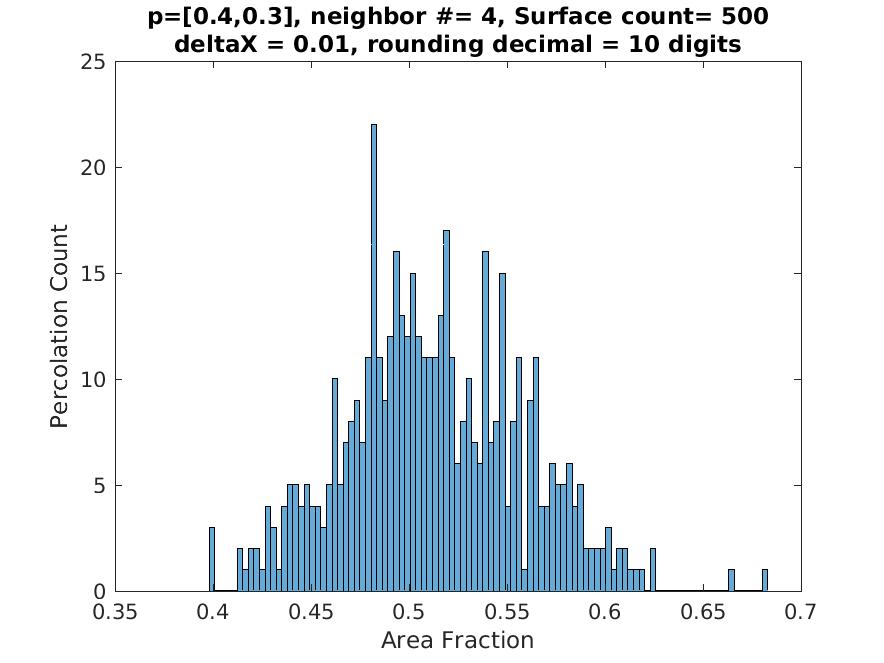 p=[0.4,0.3], neighbor #= 4, Surface count= 500
deltaX = 0.01, rounding decimal = 10 digits
25
20
15
10
5
0
Percolation Count
0.35 0.4 0.45 0.5 0.55 0.6 0.65 0.7
Area Fraction